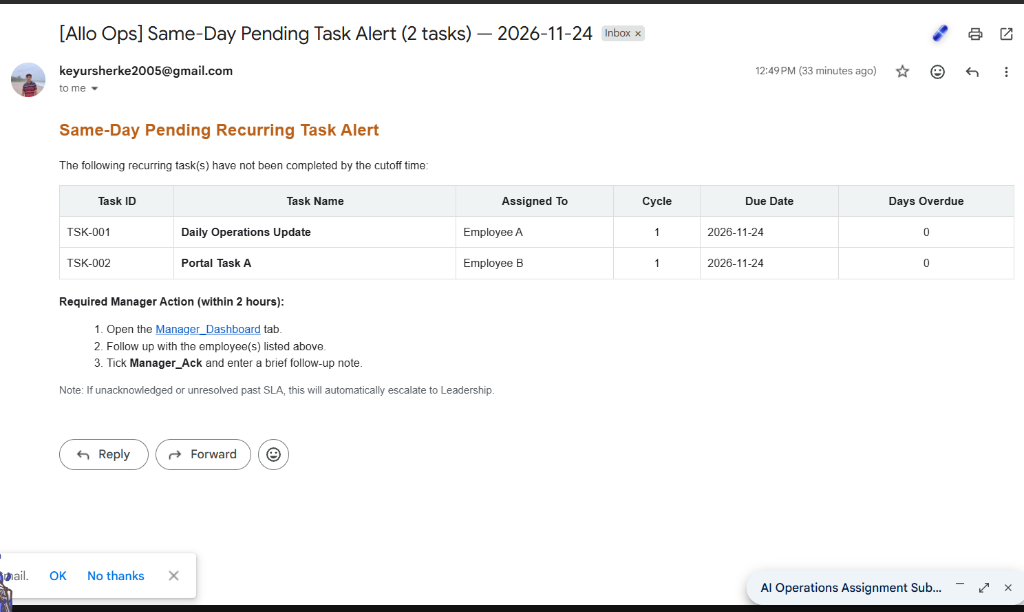 [Allo Ops] Same-Day Pending Task Alert (2 tasks) — 2026-11-24 Inbox ×
keyursherke2005@gmail.com 12:49 PM (33 minutes ago)
to me
Same-Day Pending Recurring Task Alert
The following recurring task(s) have not been completed by the cutoff time:
Task ID Task Name Assigned To Cycle Due Date Days Overdue
TSK-001 Daily Operations Update Employee A 1 2026-11-24 0
TSK-002 Portal Task A Employee B 1 2026-11-24 0
Required Manager Action (within 2 hours):
1. Open the Manager_Dashboard tab.
2. Follow up with the employee(s) listed above.
3. Tick Manager_Ack and enter a brief follow-up note.
Note: If unacknowledged or unresolved past SLA, this will automatically escalate to Leadership.
Reply Forward
OK No thanks
AI Operations Assignment Sub...